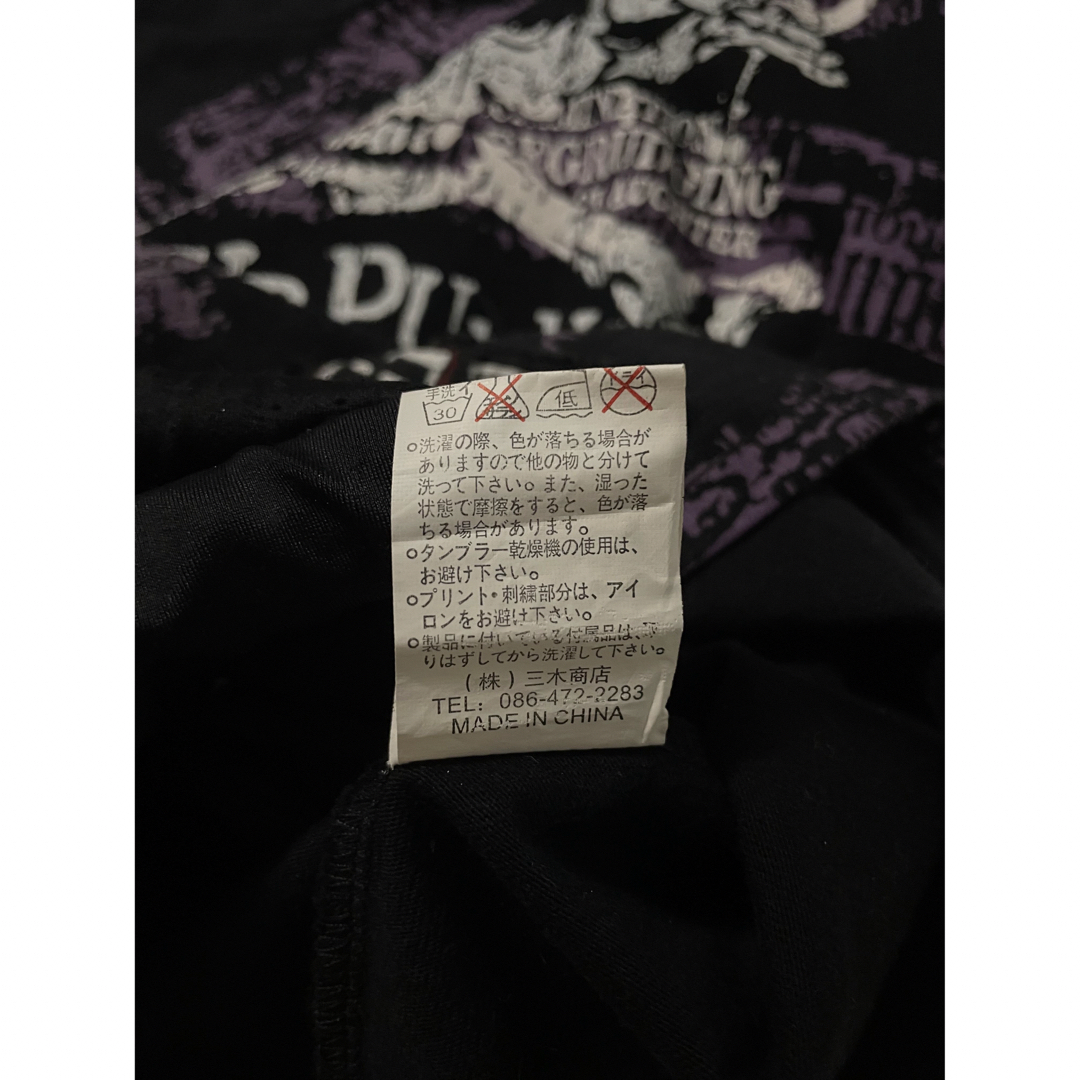 TER
DU
手洗イ
30
低
○洗濯の際、色が落ちる場合が
ありますので他の物と分けて
洗って下さい。また、湿った
状態で摩擦をすると、色が落
ちる場合があります。
○タンブラー乾燥機の使用は、
お避け下さい。
○プリント・刺繍部分は、アイ
ロンをお避け下さい。
○製品に付いている付属品は、取
りはずしてから洗濯して下さい。
(株)三木商店
TEL: 086-472-2283
MADE IN CHINA